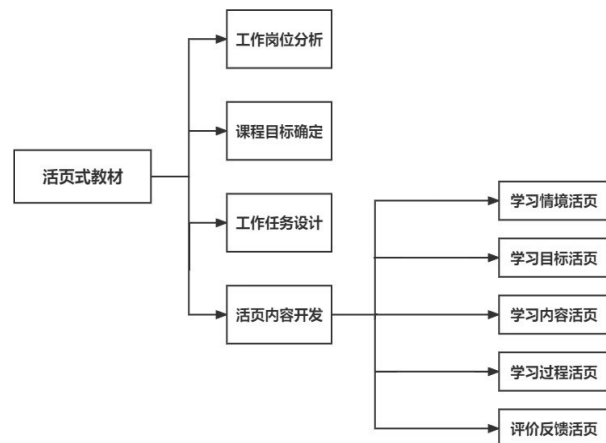 活页式教材
工作岗位分析
课程目标确定
工作任务设计
活页内容开发
学习情境活页
学习目标活页
学习内容活页
学习过程活页
评价反馈活页